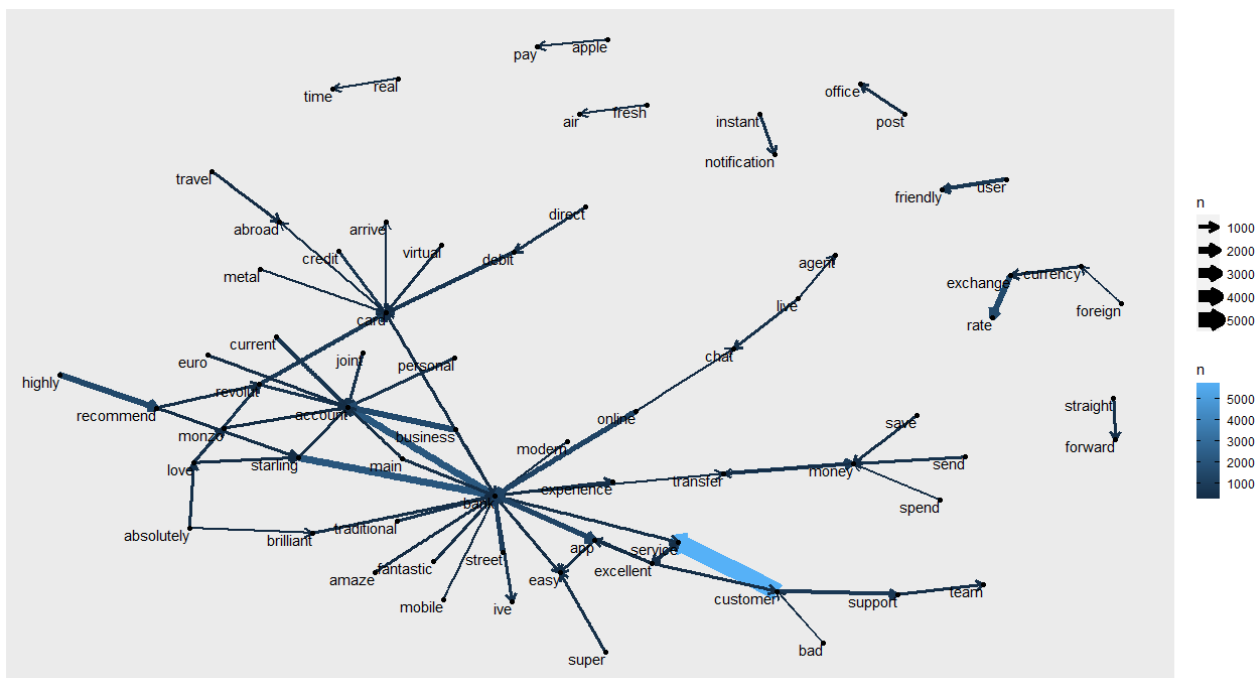 pay
apple
time
real
air
fresh
instant
notification
office
post
travel
friendly
user
abroad
arrive
direct
credit
virtual
debit
metal
agent
card
live
exchange
currency
rate
foreign
current
euro
joint
personal
chat
highly
revolut
recommend
account
straight
online
save
monzo
business
forward
modern
love
starling
main
money
send
bank
experience
transfer
spend
absolutely
brilliant
traditional
app
service
amaze
fantastic
street
easy
excellent
mobile
ive
customer
support
team
super
bad
n
1000
2000
3000
4000
5000
n
5000
4000
3000
2000
1000